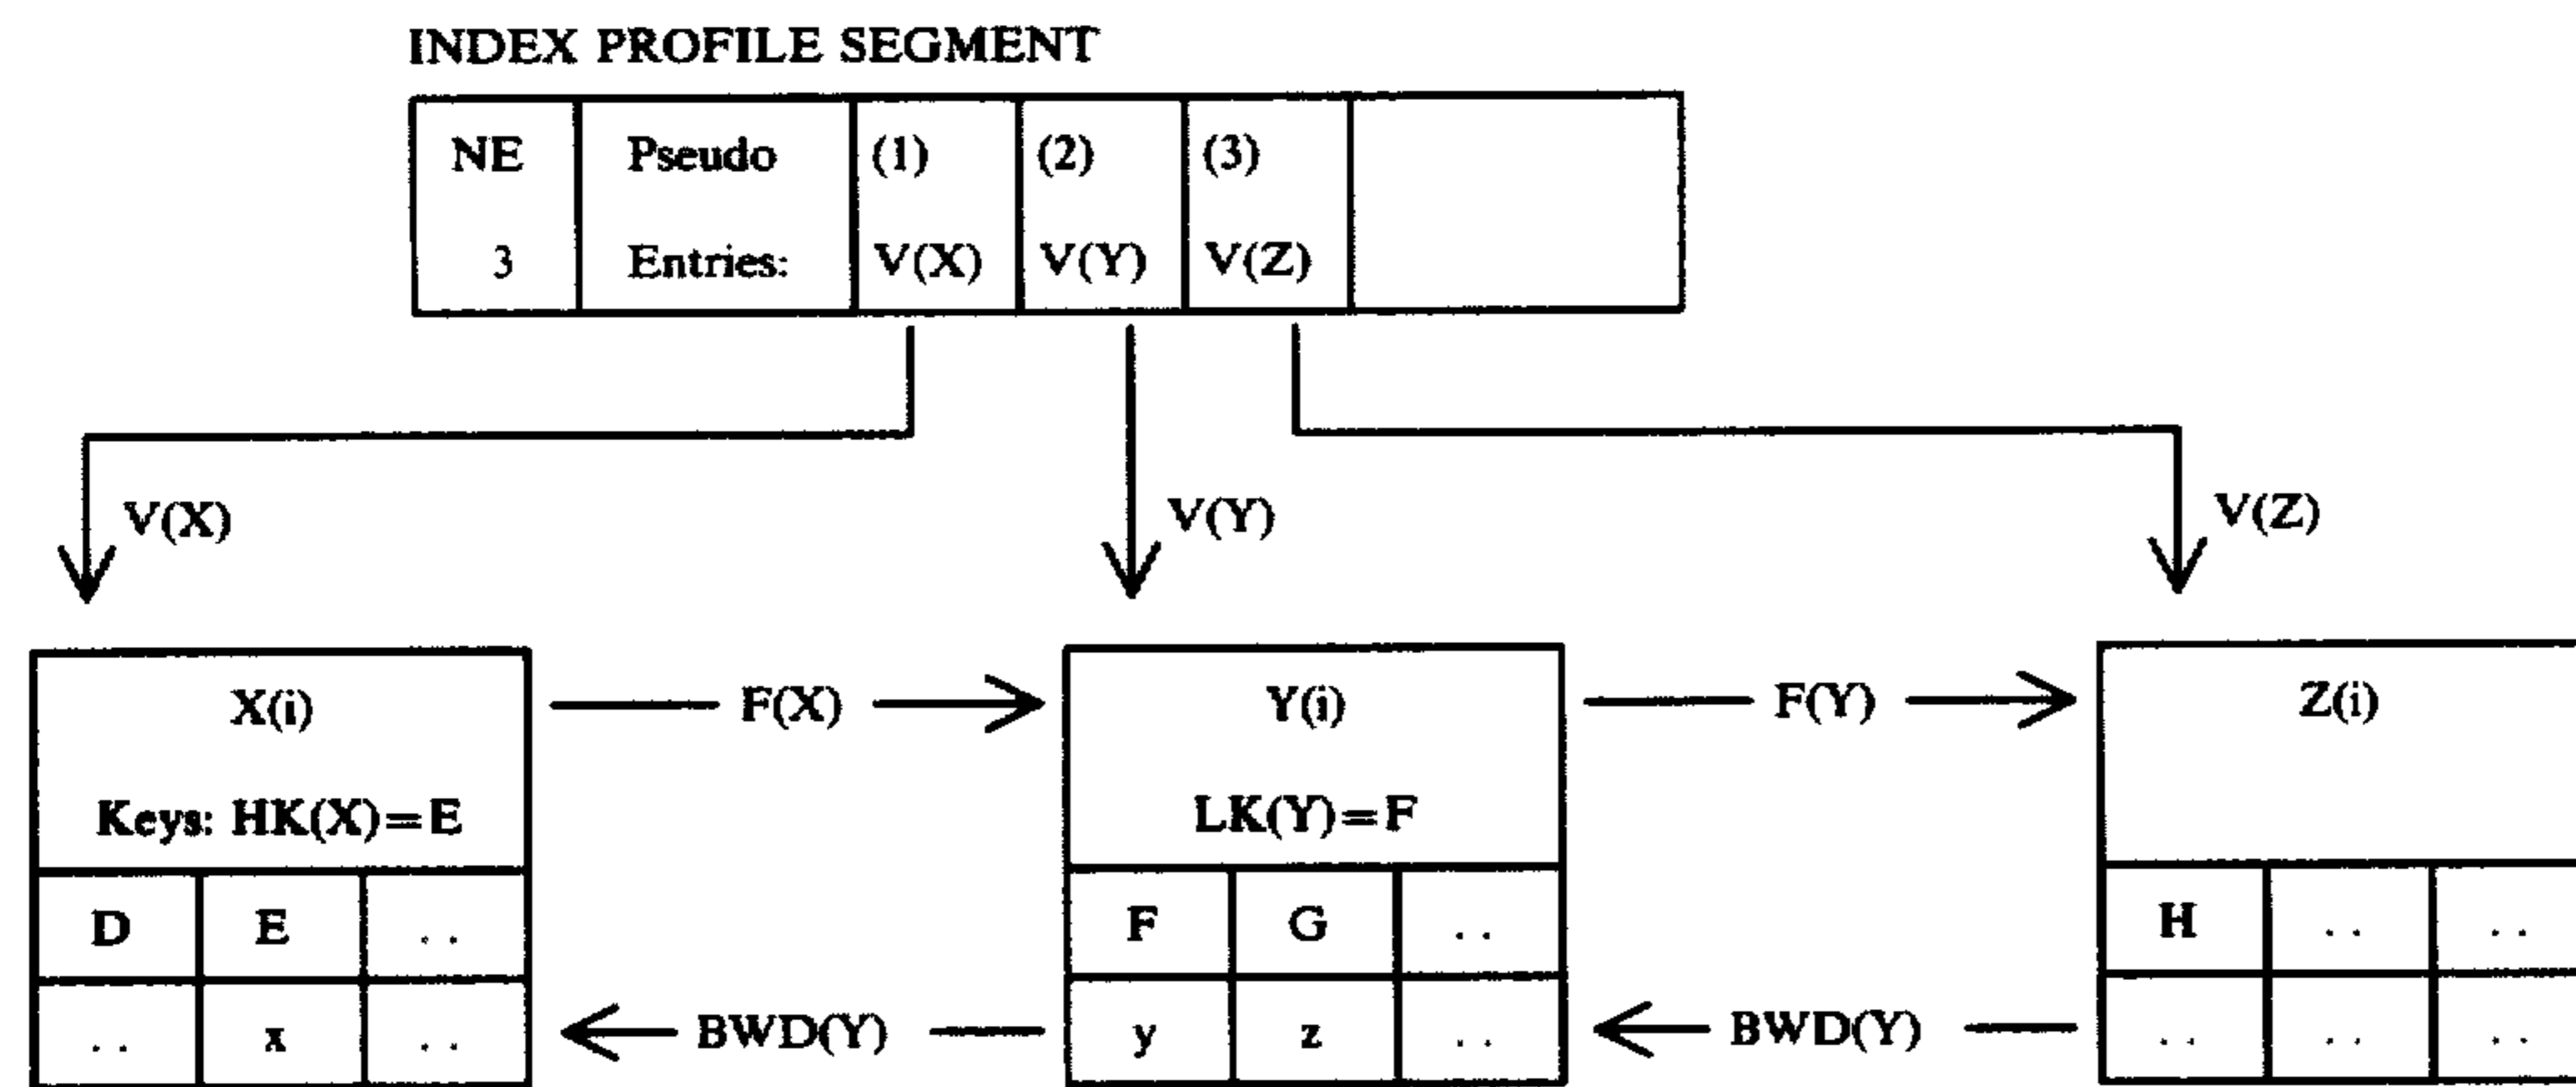 INDEX PROFILE SEGMENT
NE Pseudo (1) (2) (3)
3 Entries: V(X) V(Y) V(Z)
V(X) V(Y) V(Z)
X(i) F(X) Y(i) F(Y) Z(i)
Keys: HK(X)=E LK(Y)=F
D E .. F G .. H .. ..
.. x .. BWD(Y) y z .. BWD(Y) .. .. ..